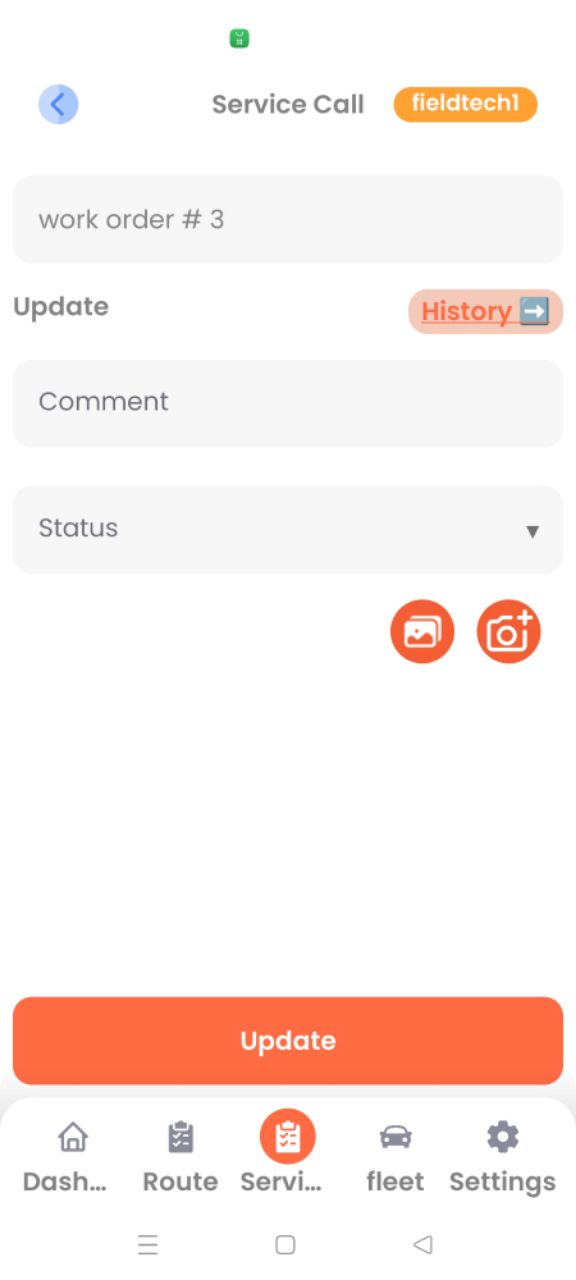 Service Call
fieldtech1
work order # 3
Update
History ➡️
Comment
Status
Update
Dash...
Route
Servi...
fleet
Settings